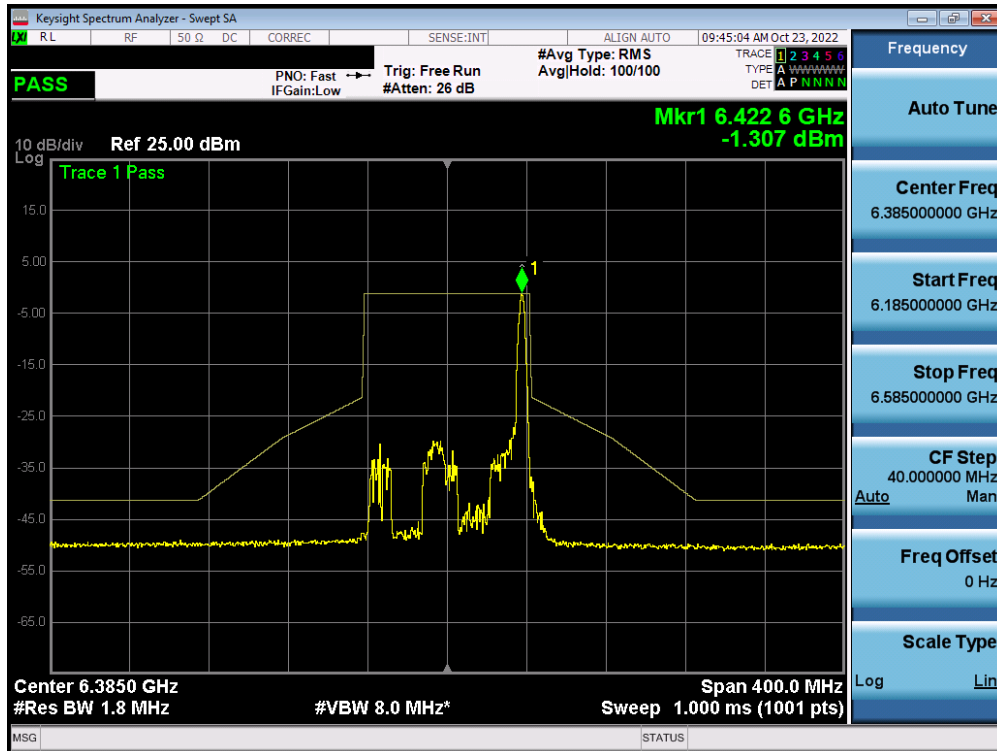 Keysight Spectrum Analyzer - Swept SA
LXI RL RF 50 Ω DC CORREC SENSE:INT ALIGN AUTO 09:45:04 AM Oct 23, 2022
PASS
PNO: Fast
IFGain:Low
Trig: Free Run
#Atten: 26 dB
#Avg Type: RMS
Avg|Hold: 100/100
TRACE 1 2 3 4 5 6
TYPE A WWWWW
DET A P N N N N
Mkr1 6.422 6 GHz
-1.307 dBm
10 dB/div
Log
Ref 25.00 dBm
Trace 1 Pass
1
15.0
5.00
-5.00
-15.0
-25.0
-35.0
-45.0
-55.0
-65.0
Center 6.3850 GHz
#Res BW 1.8 MHz
#VBW 8.0 MHz*
Span 400.0 MHz
Sweep 1.000 ms (1001 pts)
MSG
STATUS
Frequency
Auto Tune
Center Freq
6.385000000 GHz
Start Freq
6.185000000 GHz
Stop Freq
6.585000000 GHz
CF Step
40.000000 MHz
Auto Man
Freq Offset
0 Hz
Scale Type
Log Lin